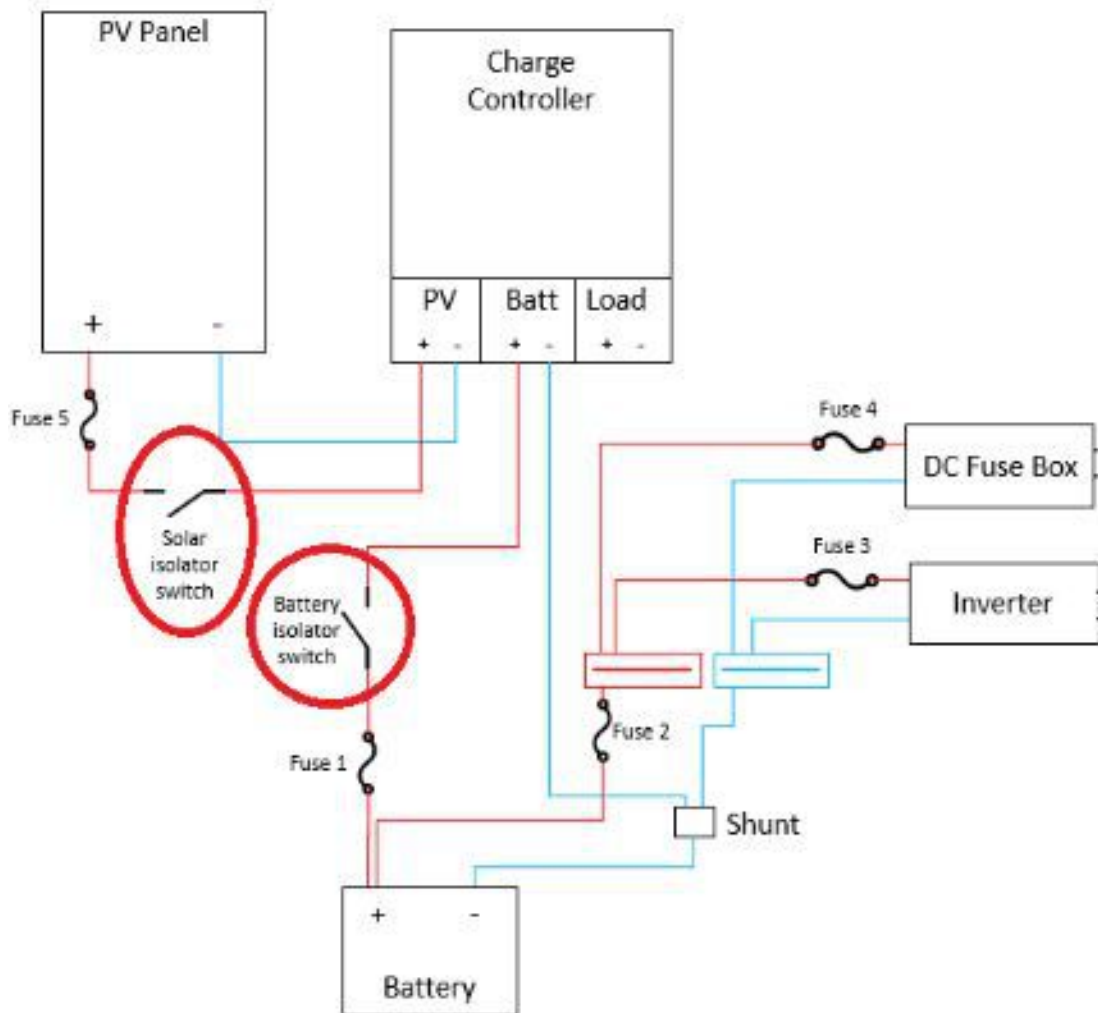 PV Panel
+ -
Charge
Controller
PV Batt Load
+ - + - + -
Fuse 5
Solar
isolator
switch
Battery
isolator
switch
Fuse 4
DC Fuse Box
Fuse 3
Inverter
Fuse 2
Fuse 1
Shunt
+ -
Battery